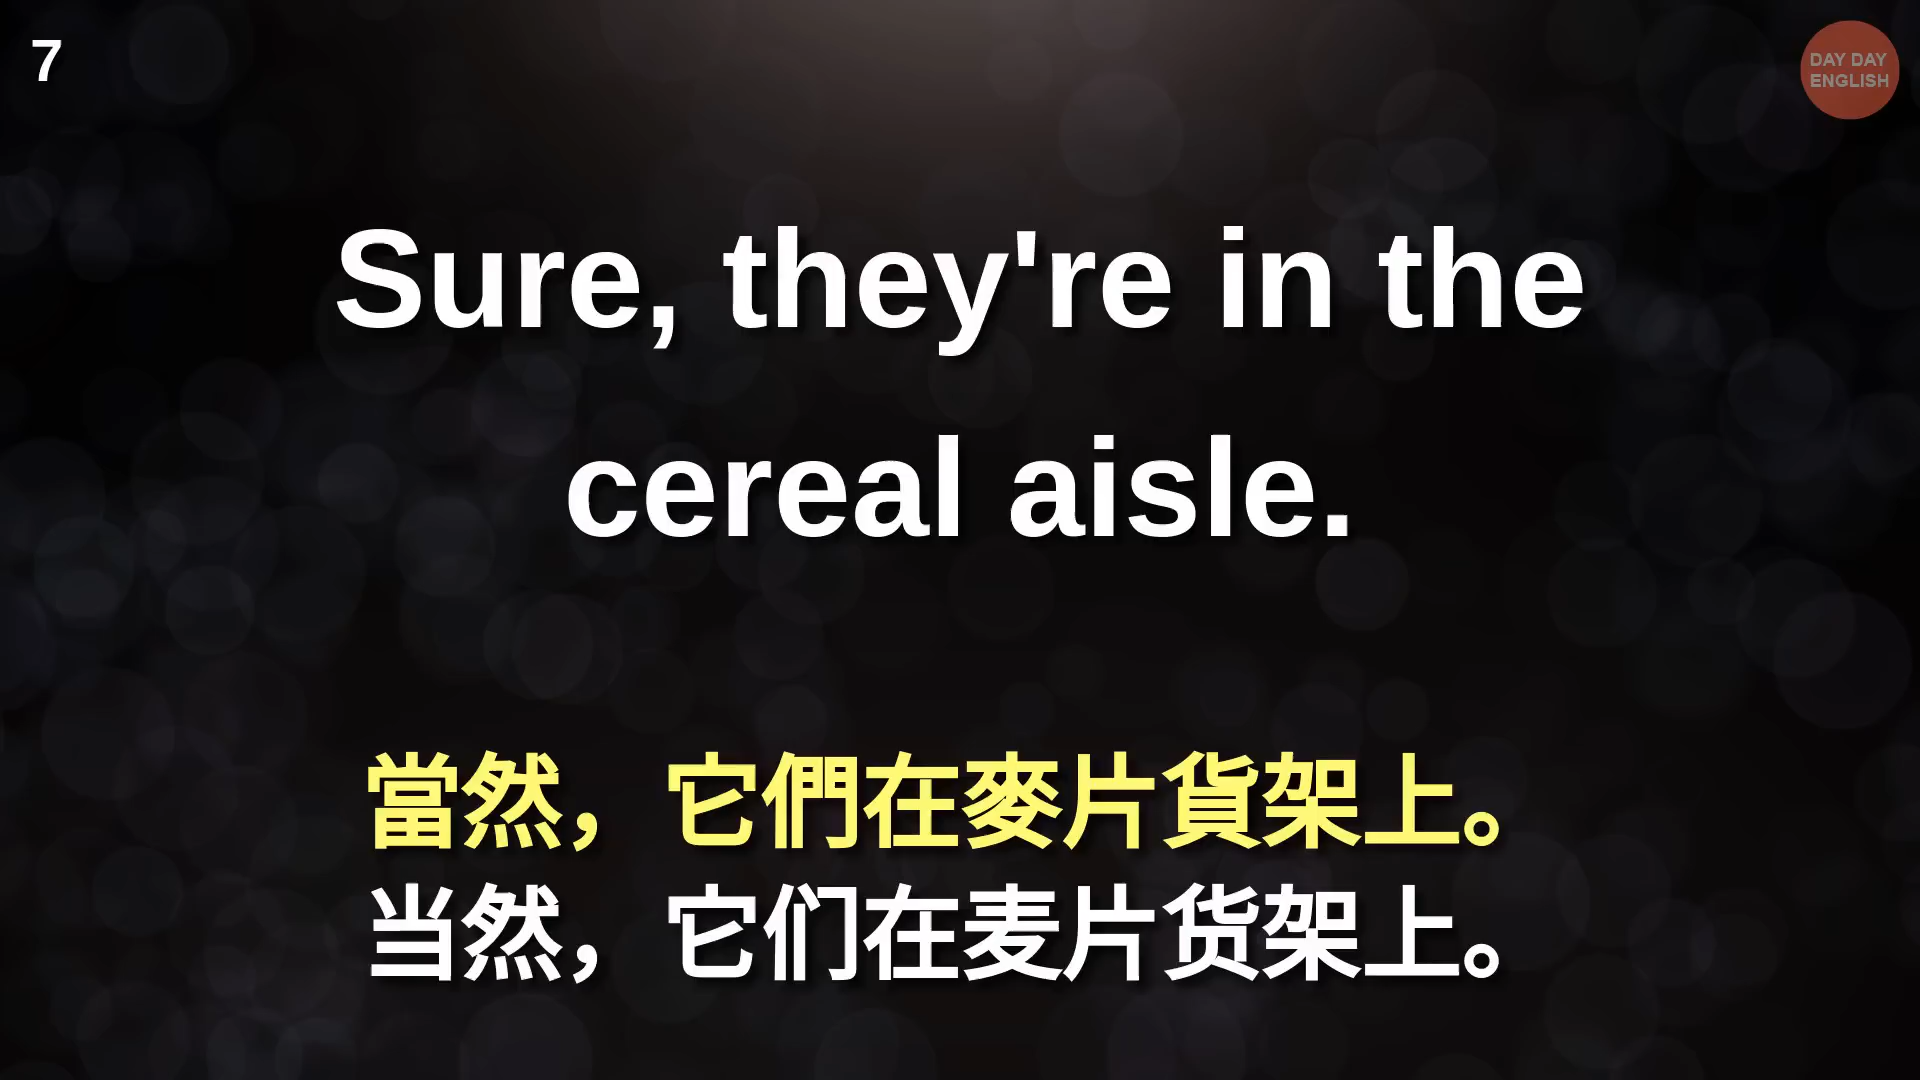 7
DAY DAY
ENGLISH
Sure, they're in the
cereal aisle.
當然，它們在麥片貨架上。
当然，它们在麦片货架上。